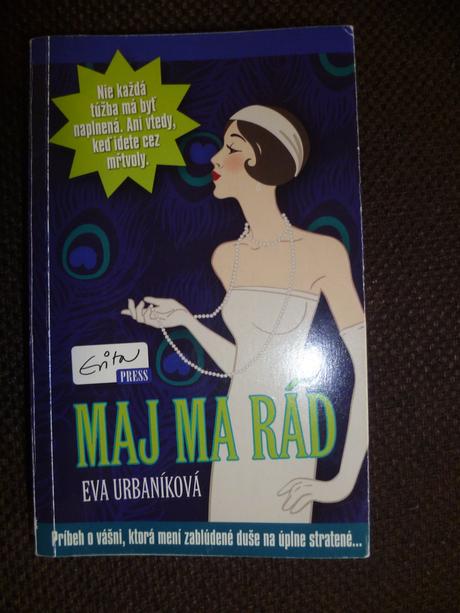 Nie každá
túžba má byť
naplnená. Ani vtedy,
keď idete cez
mŕtvoly.
Evita
PRESS
MAJ MA RÁD
EVA URBANÍKOVÁ
Príbeh o vášni, ktorá mení zablúdené duše na úplne stratené...